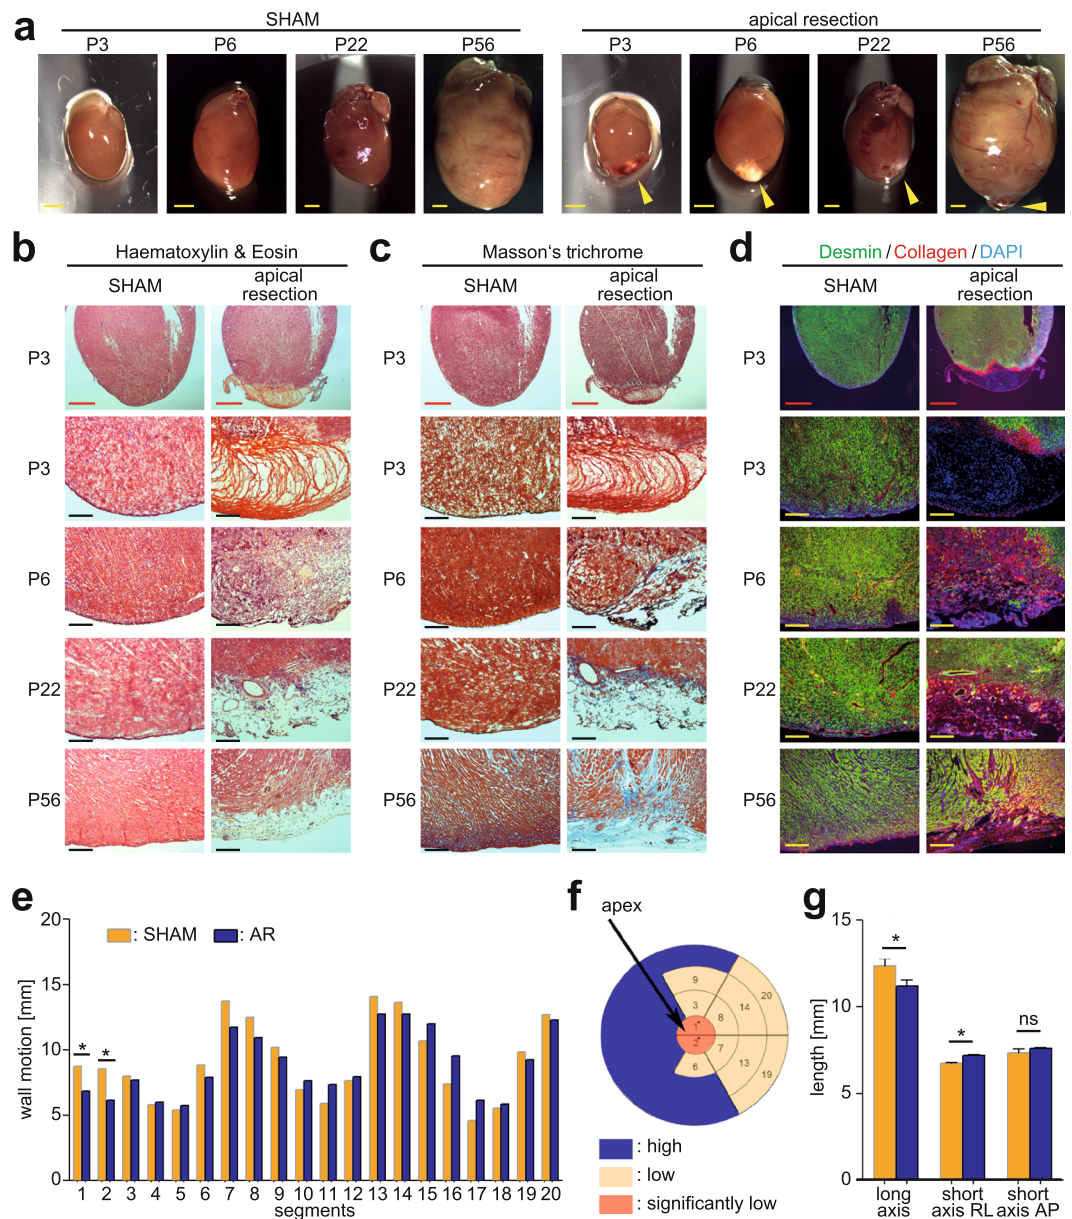 a
SHAM
apical resection
P3 P6 P22 P56 P3 P6 P22 P56
b
Haematoxylin & Eosin
SHAM
apical
resection
P3
P3
P6
P22
P56
c
Masson‘s trichrome
SHAM
apical
resection
P3
P3
P6
P22
P56
d
Desmin / Collagen / DAPI
SHAM
apical
resection
P3
P3
P6
P22
P56
e
wall motion [mm]
20
15
10
5
0
: SHAM : AR
* *
1 2 3 4 5 6 7 8 9 10 11 12 13 14 15 16 17 18 19 20
segments
f
apex
9
3
1*
2*
8
7
6
14
13
20
19
: high
: low
: significantly low
g
length [mm]
15
10
5
0
*
*
ns
long
axis
short
axis RL
short
axis AP